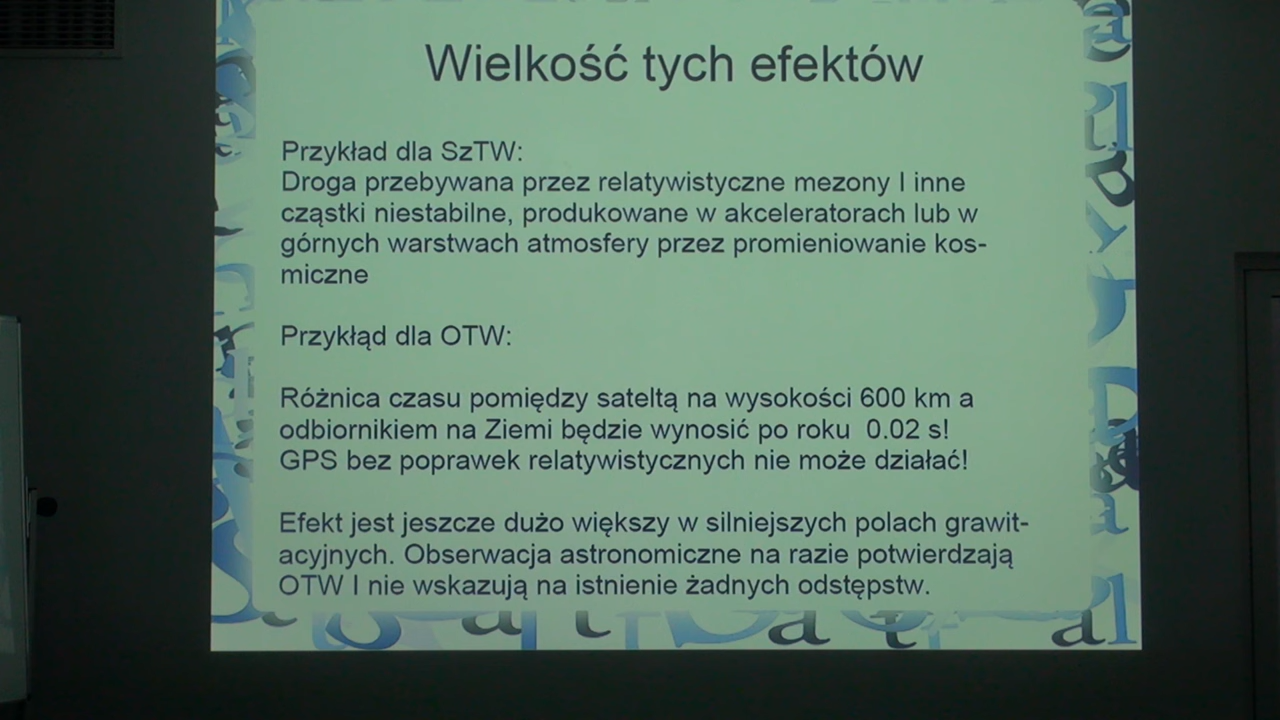 Wielkość tych efektów
Przykład dla SzTW:
Droga przebywana przez relatywistyczne mezony I inne
cząstki niestabilne, produkowane w akceleratorach lub w
górnych warstwach atmosfery przez promieniowanie kos-
miczne
Przykłąd dla OTW:
Różnica czasu pomiędzy sateltą na wysokości 600 km a
odbiornikiem na Ziemi będzie wynosić po roku  0.02 s!
GPS bez poprawek relatywistycznych nie może działać!
Efekt jest jeszcze dużo większy w silniejszych polach grawit-
acyjnych. Obserwacja astronomiczne na razie potwierdzają
OTW I nie wskazują na istnienie żadnych odstępstw.